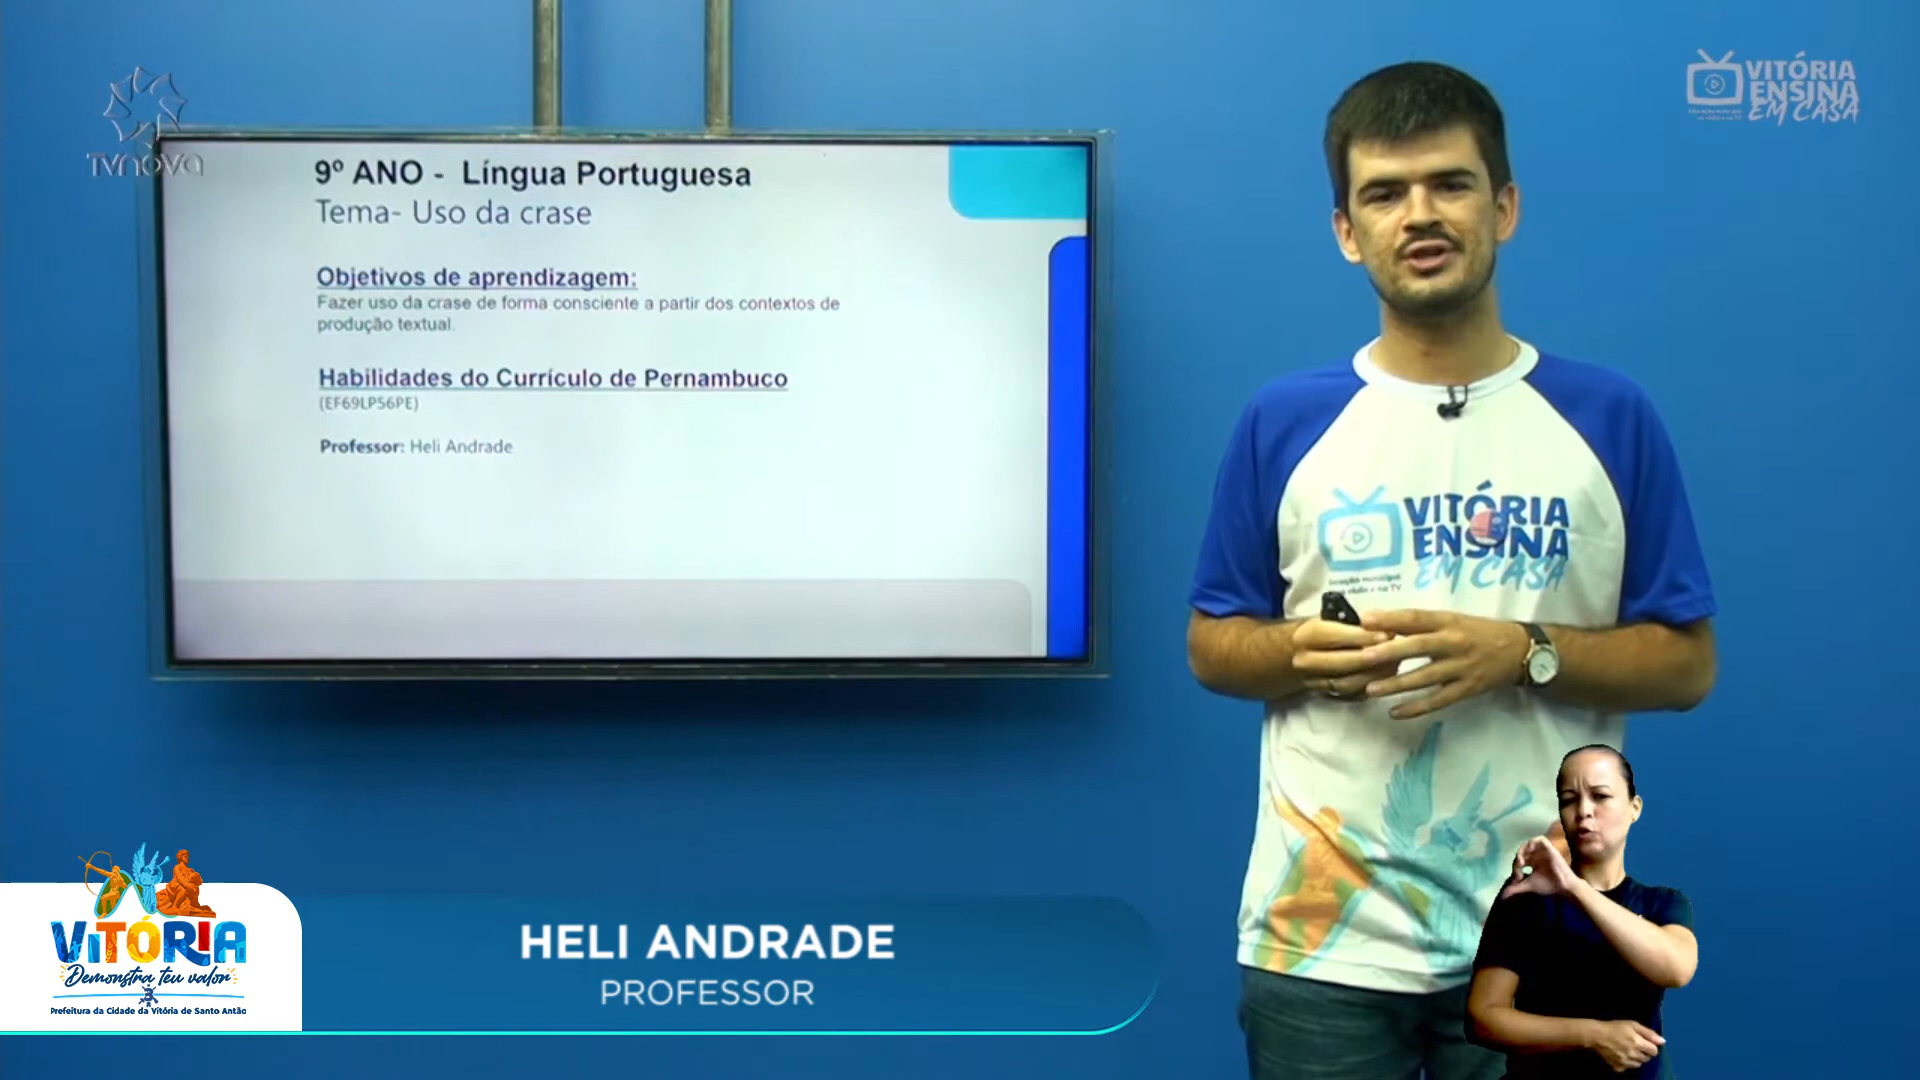 TVNOVA
VITÓRIA
ENSINA
EM CASA
9º ANO - Língua Portuguesa
Tema- Uso da crase
Objetivos de aprendizagem:
Fazer uso da crase de forma consciente a partir dos contextos de
produção textual.
Habilidades do Currículo de Pernambuco
(EF69LP56PE)
Professor: Heli Andrade
VITÓRIA
ENSINA
EM CASA
VITÓRIA
Demonstra teu valor
Prefeitura da Cidade da Vitória de Santo Antão
HELI ANDRADE
PROFESSOR